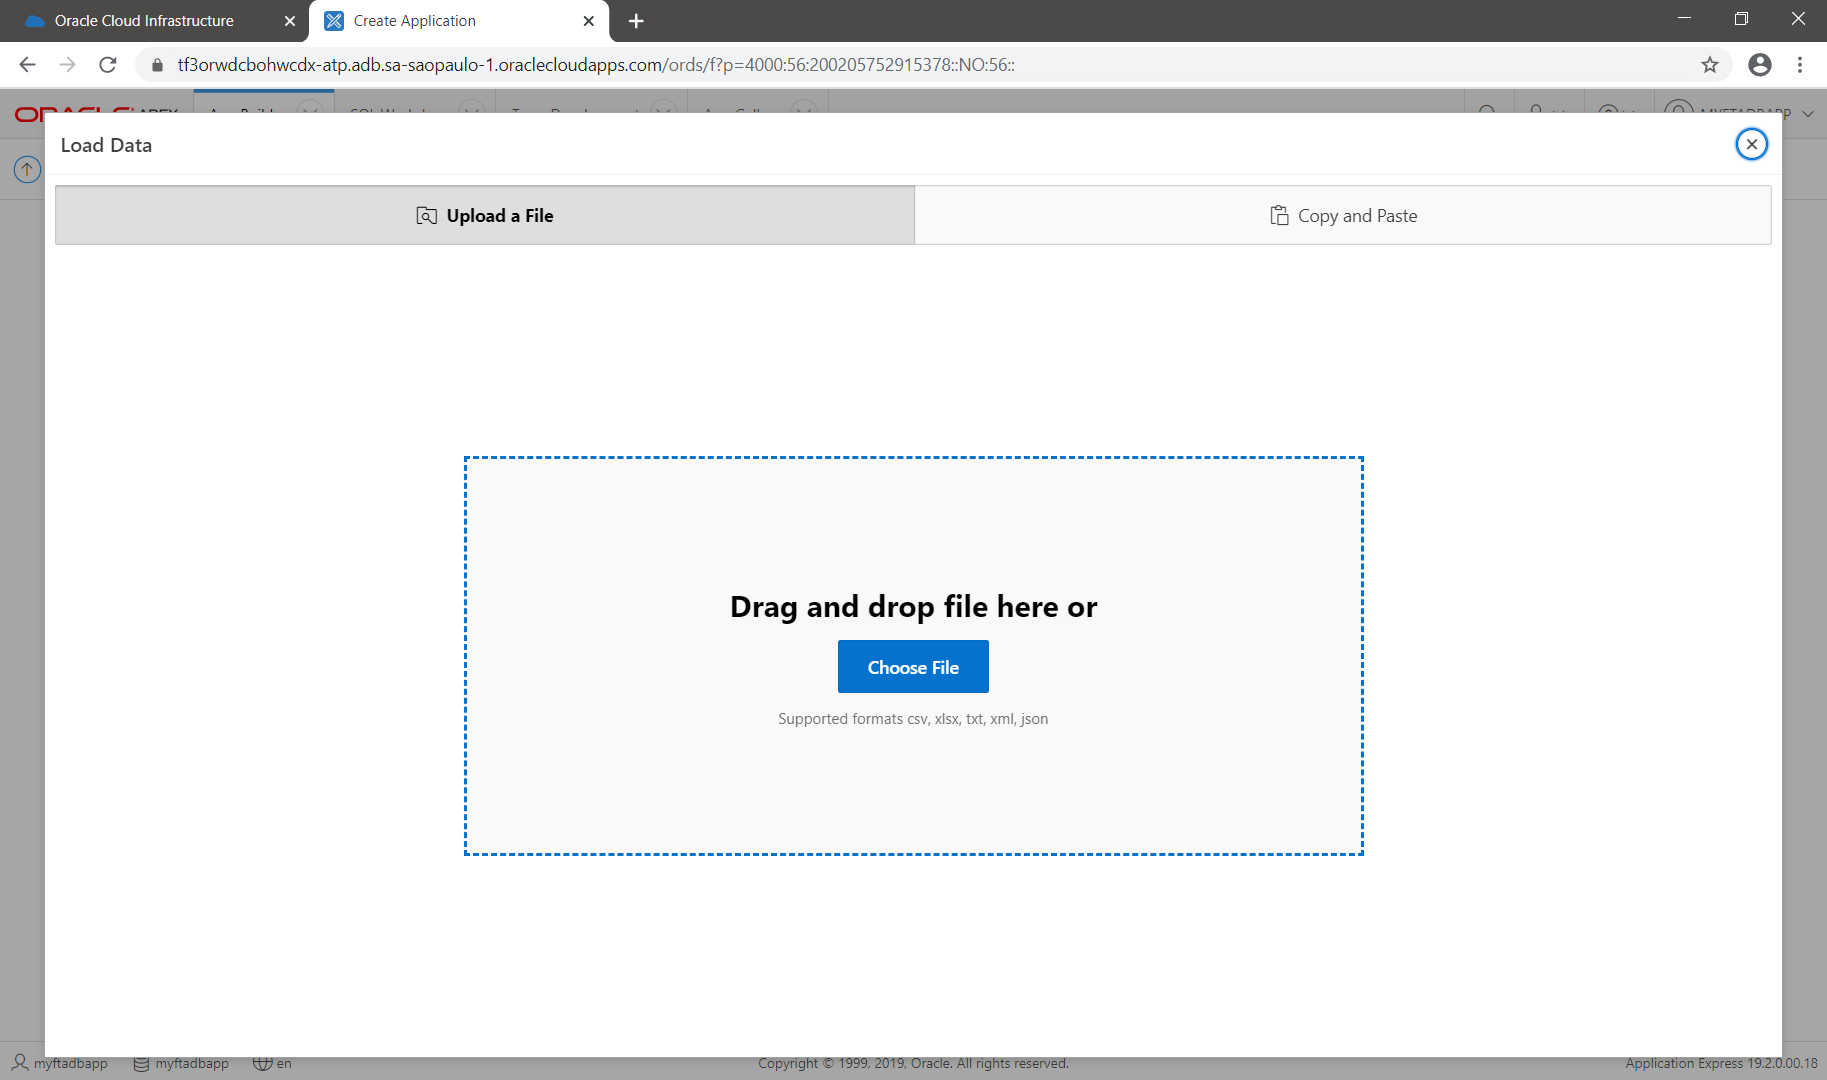 Oracle Cloud Infrastructure
Create Application
tf3orwdcbohwcdx-atp.adb.sa-saopaulo-1.oraclecloudapps.com/ords/f?p=4000:56:200205752915378::NO:56::
Load Data
Upload a File
Copy and Paste
Drag and drop file here or
Choose File
Supported formats csv, xlsx, txt, xml, json
myftadbapp
myftadbapp
en
Copyright © 1999, 2019, Oracle. All rights reserved.
Application Express 19.2.0.00.18